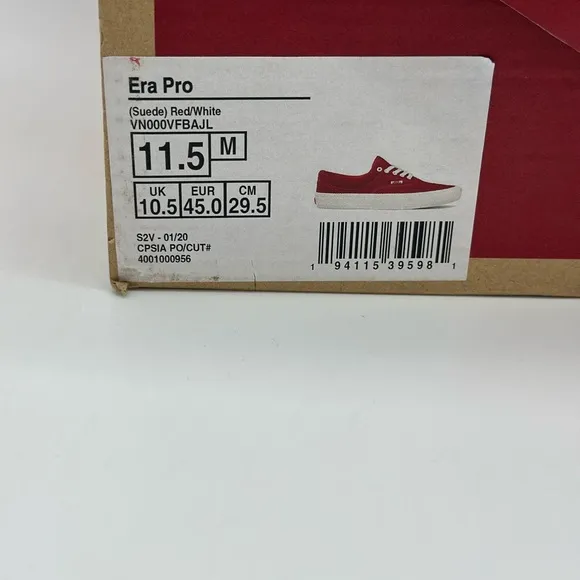 Era Pro
(Suede) Red/White
VN000VFBAJL
11.5 M
UK EUR CM
10.5 45.0 29.5
S2V - 01/20
CPSIA PO/CUT#
4001000956
1 94115 39598 1